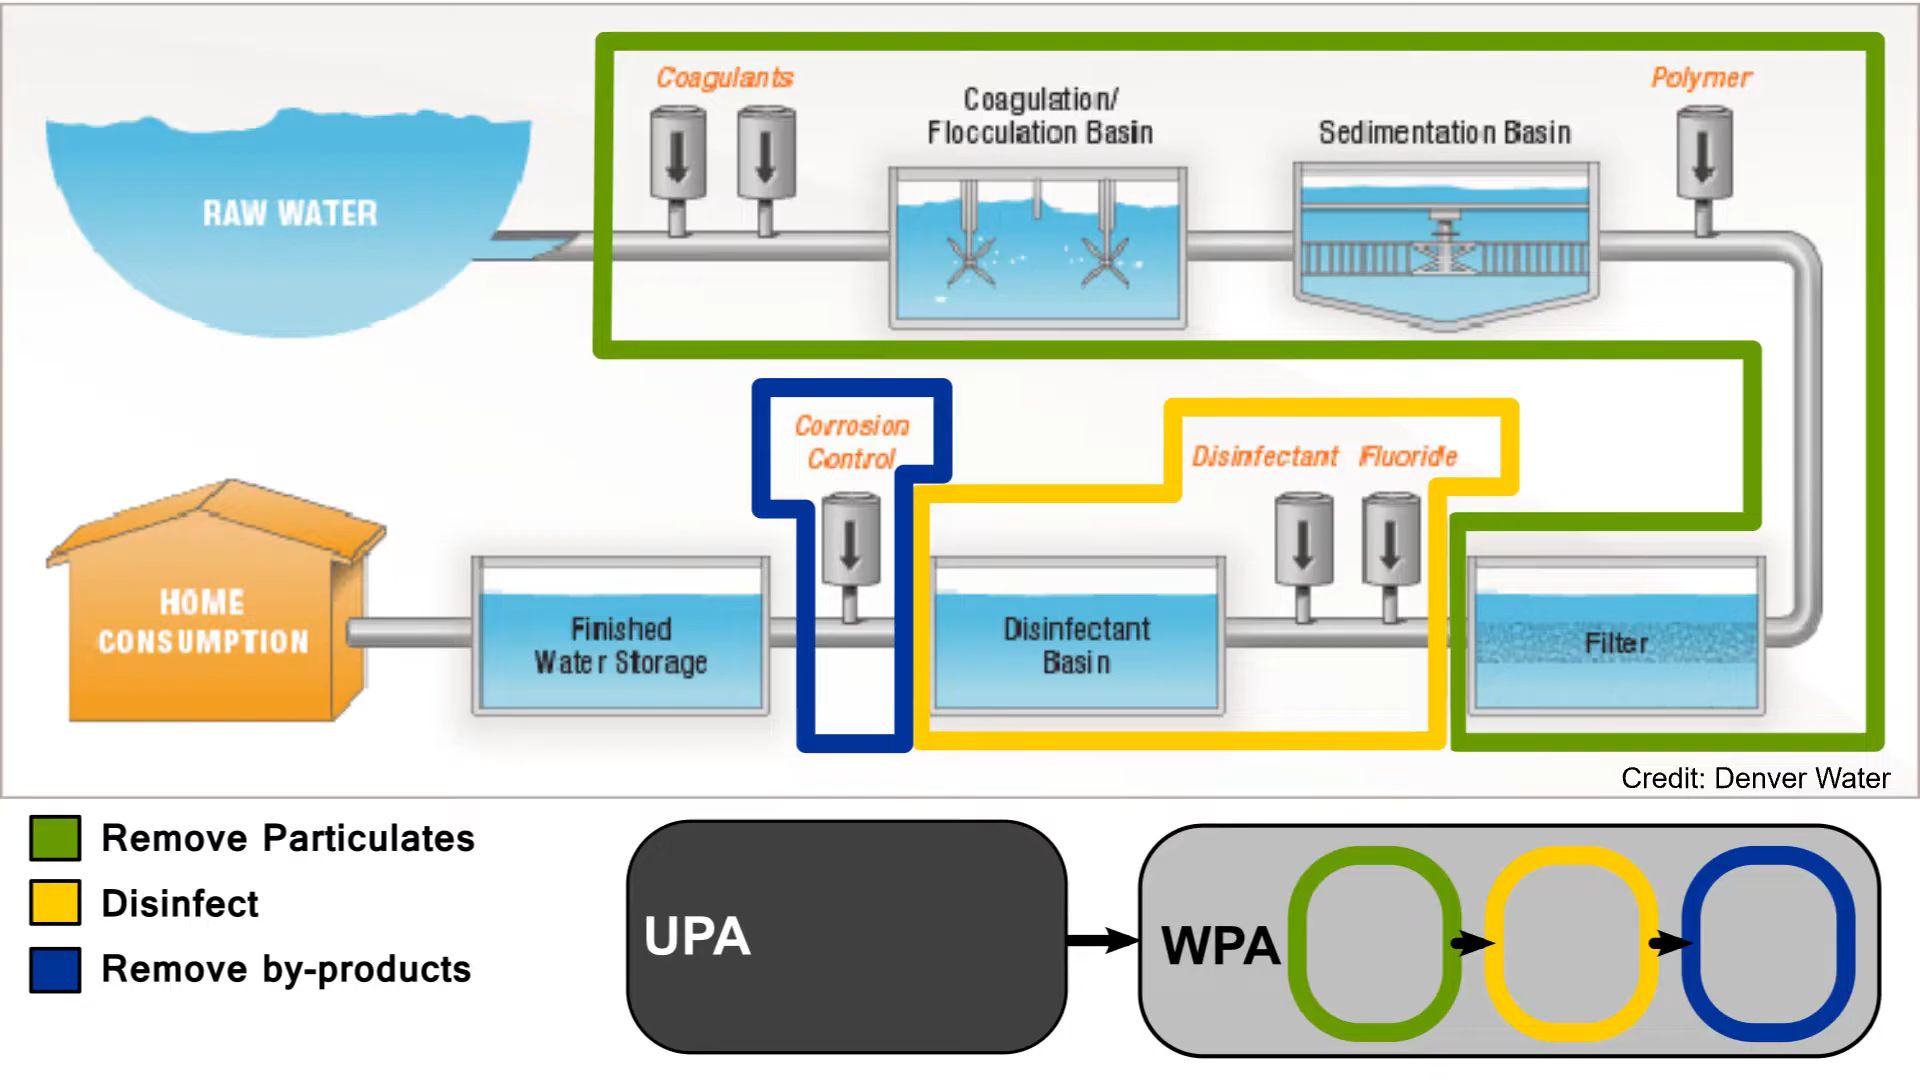 Coagulants
Coagulation/
Flocculation Basin
Sedimentation Basin
Polymer
RAW WATER
Corrosion
Control
Disinfectant Fluoride
HOME
CONSUMPTION
Finished
Water Storage
Disinfectant
Basin
Filter
Credit: Denver Water
Remove Particulates
Disinfect
Remove by-products
UPA
WPA